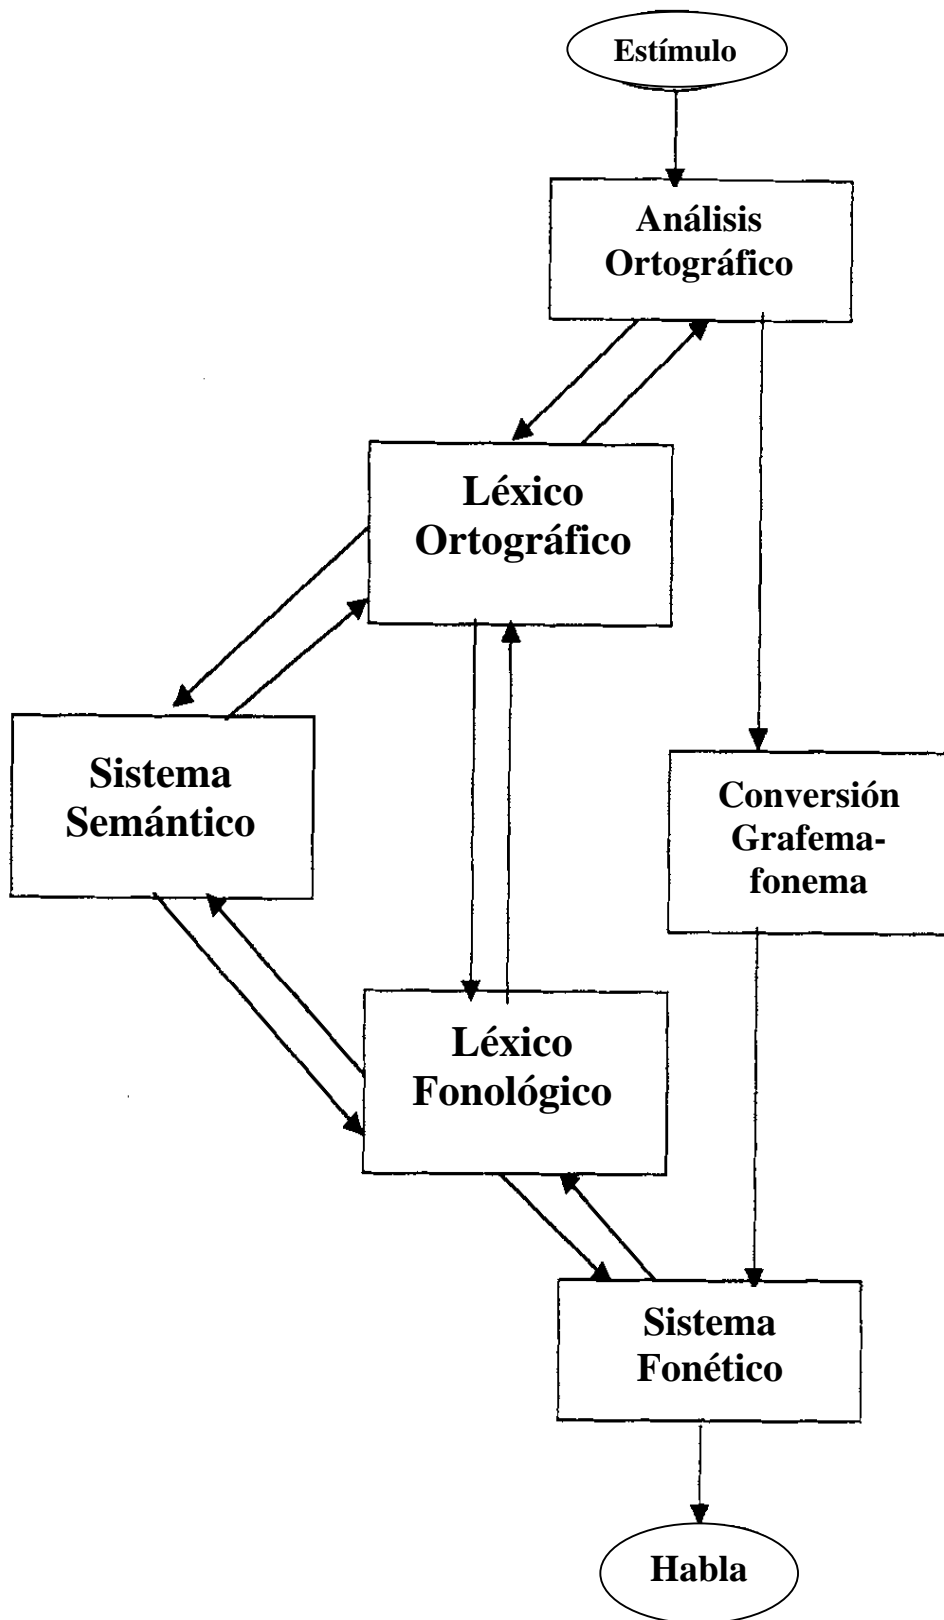 Estímulo
Análisis
Ortográfico
Léxico
Ortográfico
Sistema
Semántico
Conversión
Grafema-
fonema
Léxico
Fonológico
Sistema
Fonético
Habla